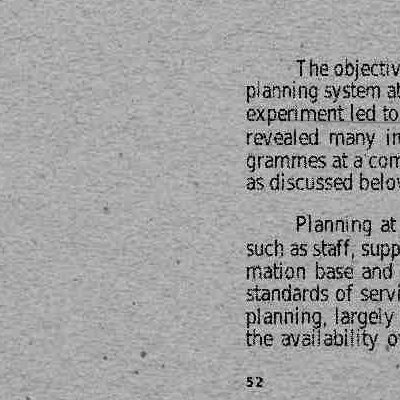 The objectiv
planning system at
experiment led to
revealed many in
grammes at a com
as discussed belov
Planning at
such as staff, supp
mation base and
standards of servi
planning, largely
the availability o
52